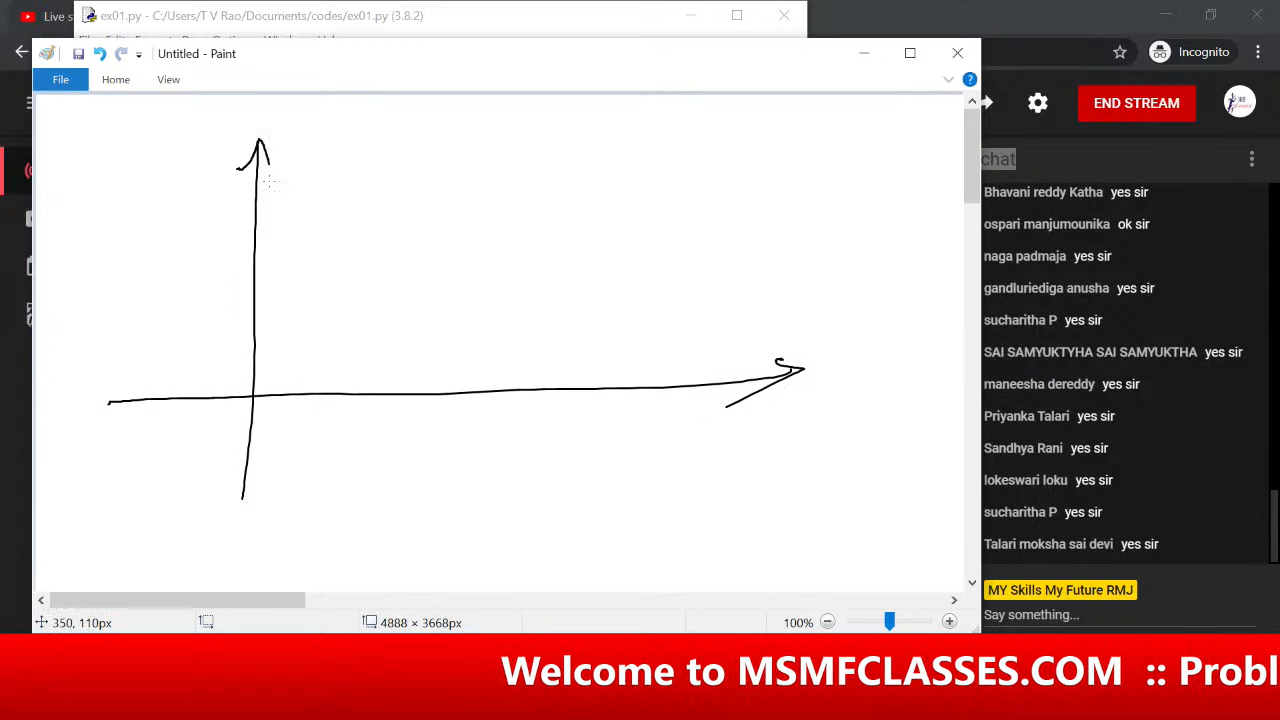 Live s
ex01.py - C:/Users/T V Rao/Documents/codes/ex01.py (3.8.2)
Untitled - Paint
Incognito
File
Home
View
END STREAM
chat
Bhavani reddy Katha yes sir
ospari manjumounika ok sir
naga padmaja yes sir
gandluriediga anusha yes sir
sucharitha P yes sir
SAI SAMYUKTYHA SAI SAMYUKTHA yes sir
maneesha dereddy yes sir
Priyanka Talari yes sir
Sandhya Rani yes sir
lokeswari loku yes sir
sucharitha P yes sir
Talari moksha sai devi yes sir
MY Skills My Future RMJ
Say something...
350, 110px
4888 × 3668px
100%
Welcome to MSMFCLASSES.COM :: Probl